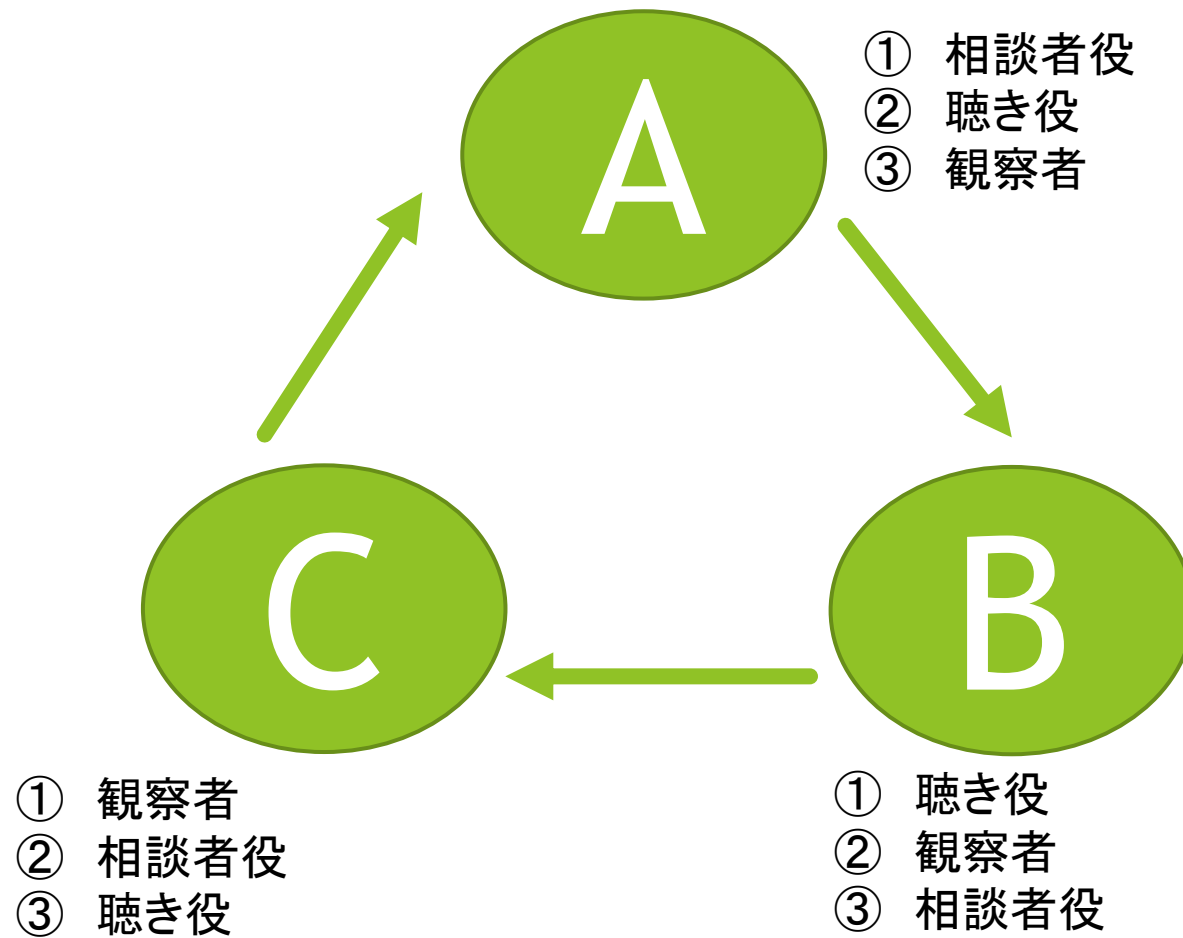 A
① 相談者役
② 聴き役
③ 観察者
C
B
① 観察者
② 相談者役
③ 聴き役
① 聴き役
② 観察者
③ 相談者役